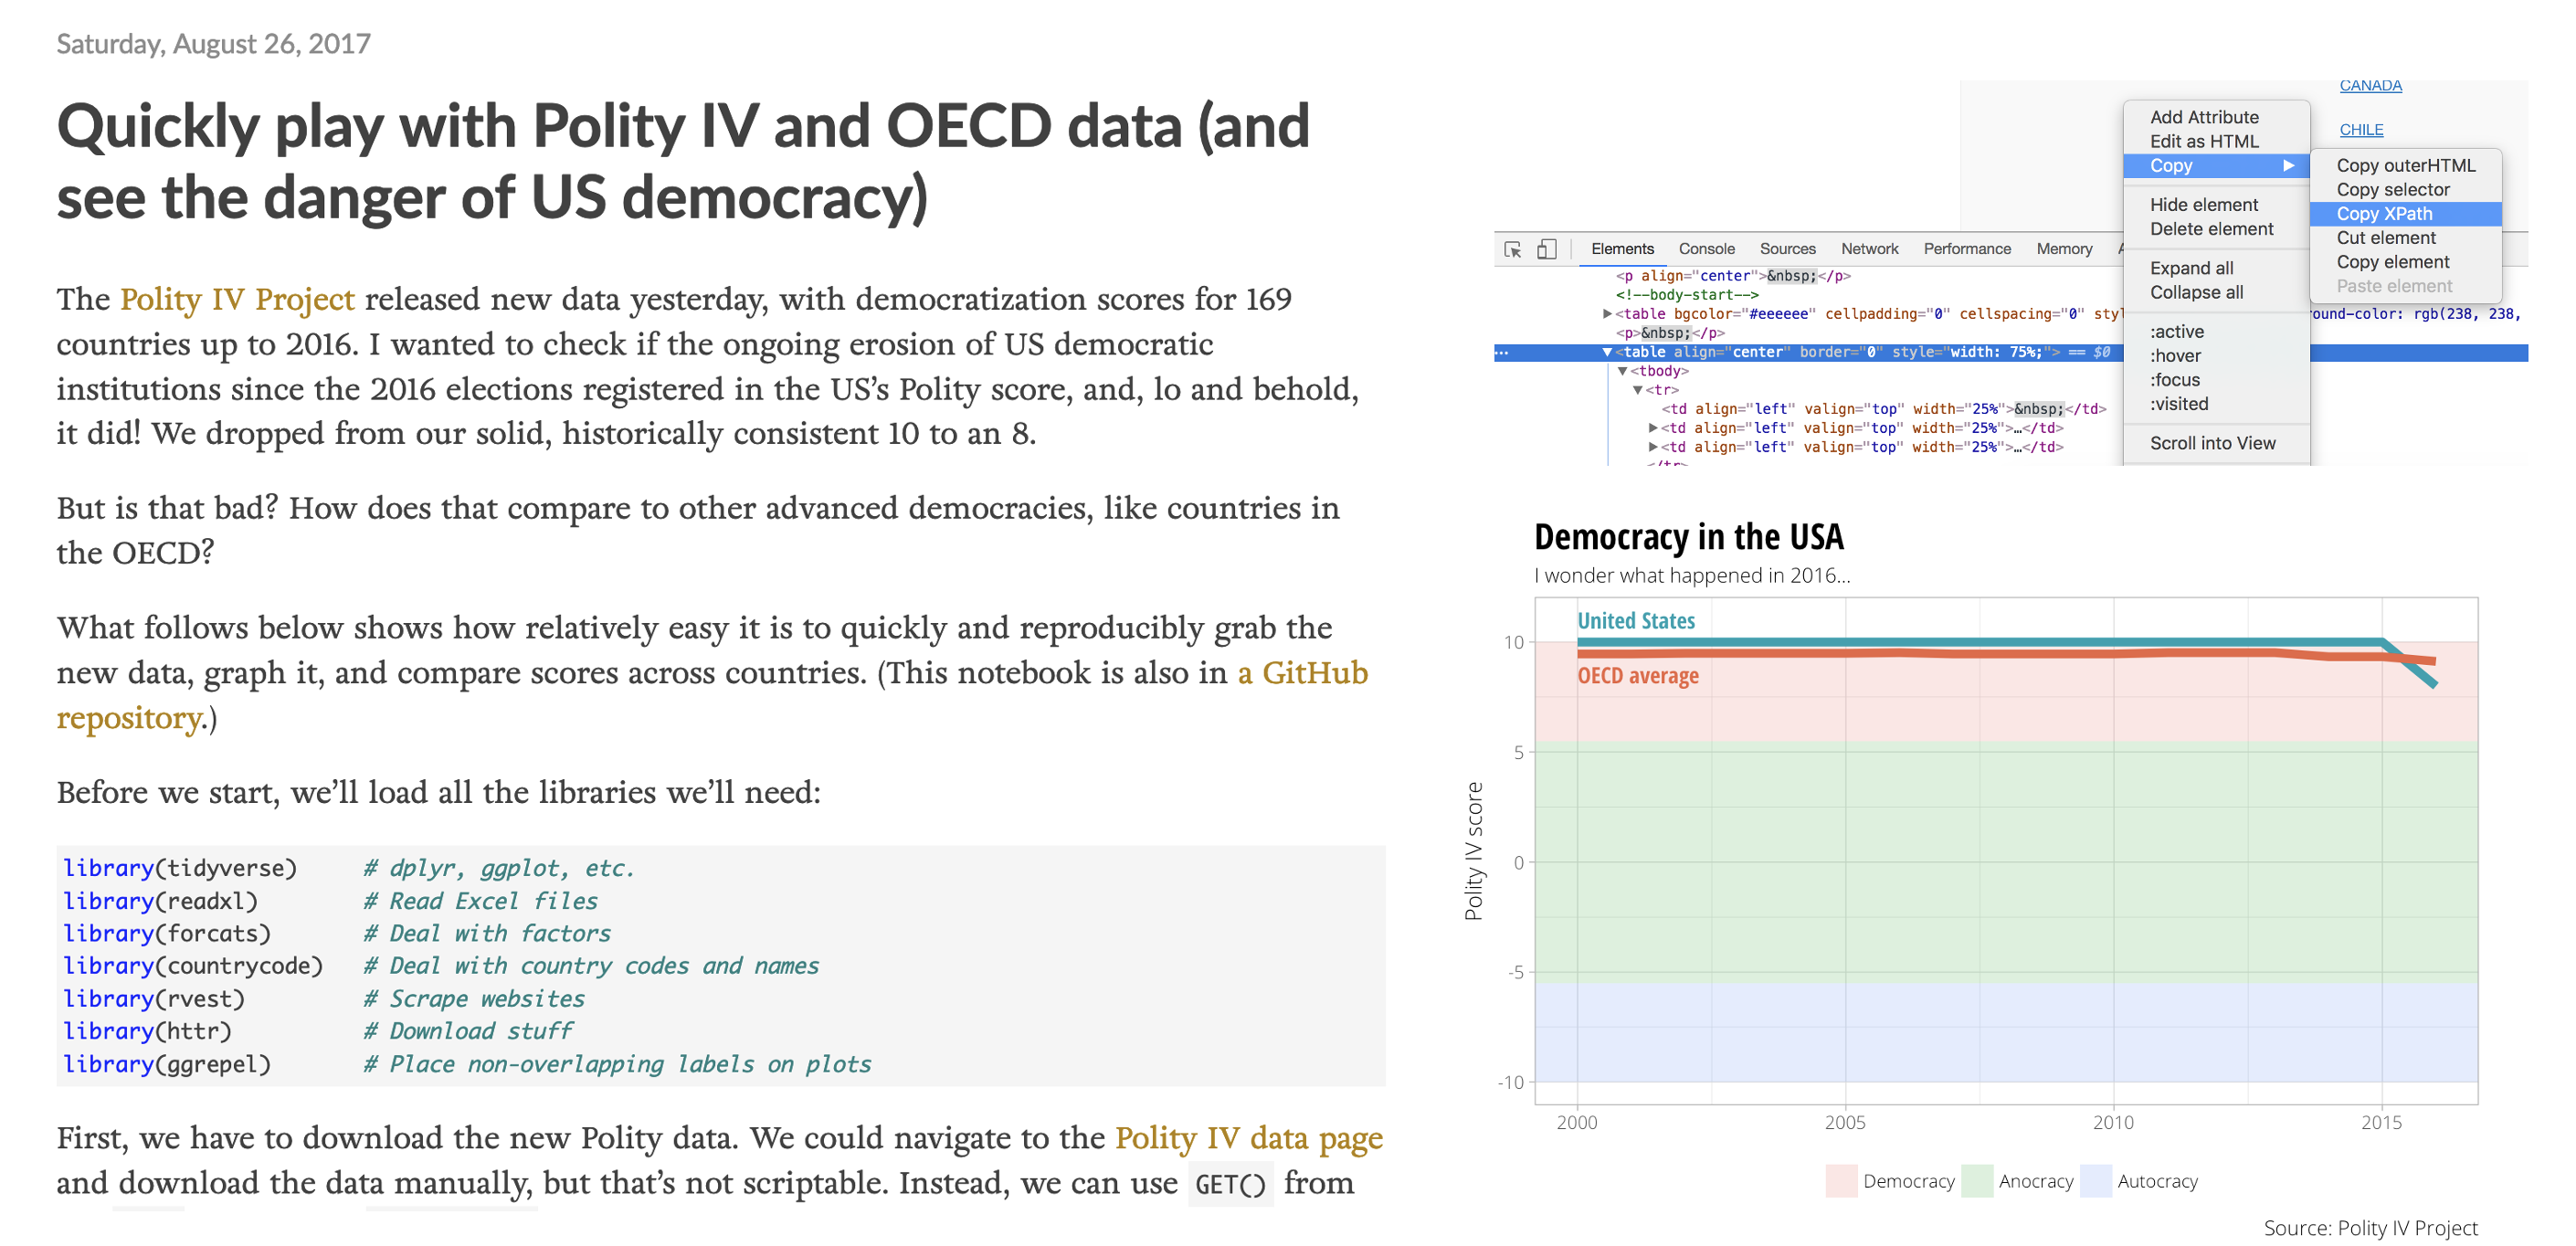 Saturday, August 26, 2017
Quickly play with Polity IV and OECD data (and
see the danger of US democracy)
The Polity IV Project released new data yesterday, with democratization scores for 169
countries up to 2016. I wanted to check if the ongoing erosion of US democratic
institutions since the 2016 elections registered in the US’s Polity score, and, lo and behold,
it did! We dropped from our solid, historically consistent 10 to an 8.
But is that bad? How does that compare to other advanced democracies, like countries in
the OECD?
What follows below shows how relatively easy it is to quickly and reproducibly grab the
new data, graph it, and compare scores across countries. (This notebook is also in a GitHub
repository.)
Before we start, we’ll load all the libraries we’ll need:
library(tidyverse) # dplyr, ggplot, etc.
library(readxl) # Read Excel files
library(forcats) # Deal with factors
library(countrycode) # Deal with country codes and names
library(rvest) # Scrape websites
library(httr) # Download stuff
library(ggrepel) # Place non-overlapping labels on plots
First, we have to download the new Polity data. We could navigate to the Polity IV data page
and download the data manually, but that’s not scriptable. Instead, we can use GET() from
CANADA
CHILE
Add Attribute
Edit as HTML
Copy ▶
Hide element
Delete element
Expand all
Collapse all
:active
:hover
:focus
:visited
Scroll into View
Copy outerHTML
Copy selector
Copy XPath
Cut element
Copy element
Paste element
Elements Console Sources Network Performance Memory
<p align="center">&nbsp;</p>
<!--body-start-->
▶<table bgcolor="#eeeeee" cellpadding="0" cellspacing="0" styl round-color: rgb(238, 238,
<p>&nbsp;</p>
… ▼<table align="center" border="0" style="width: 75%;"> == $0
▼<tbody>
▼<tr>
<td align="left" valign="top" width="25%">&nbsp;</td>
▶<td align="left" valign="top" width="25%">…</td>
▶<td align="left" valign="top" width="25%">…</td>
</tr>
Democracy in the USA
I wonder what happened in 2016...
United States
OECD average
Polity IV score
10
5
0
-5
-10
2000 2005 2010 2015
Democracy Anocracy Autocracy
Source: Polity IV Project